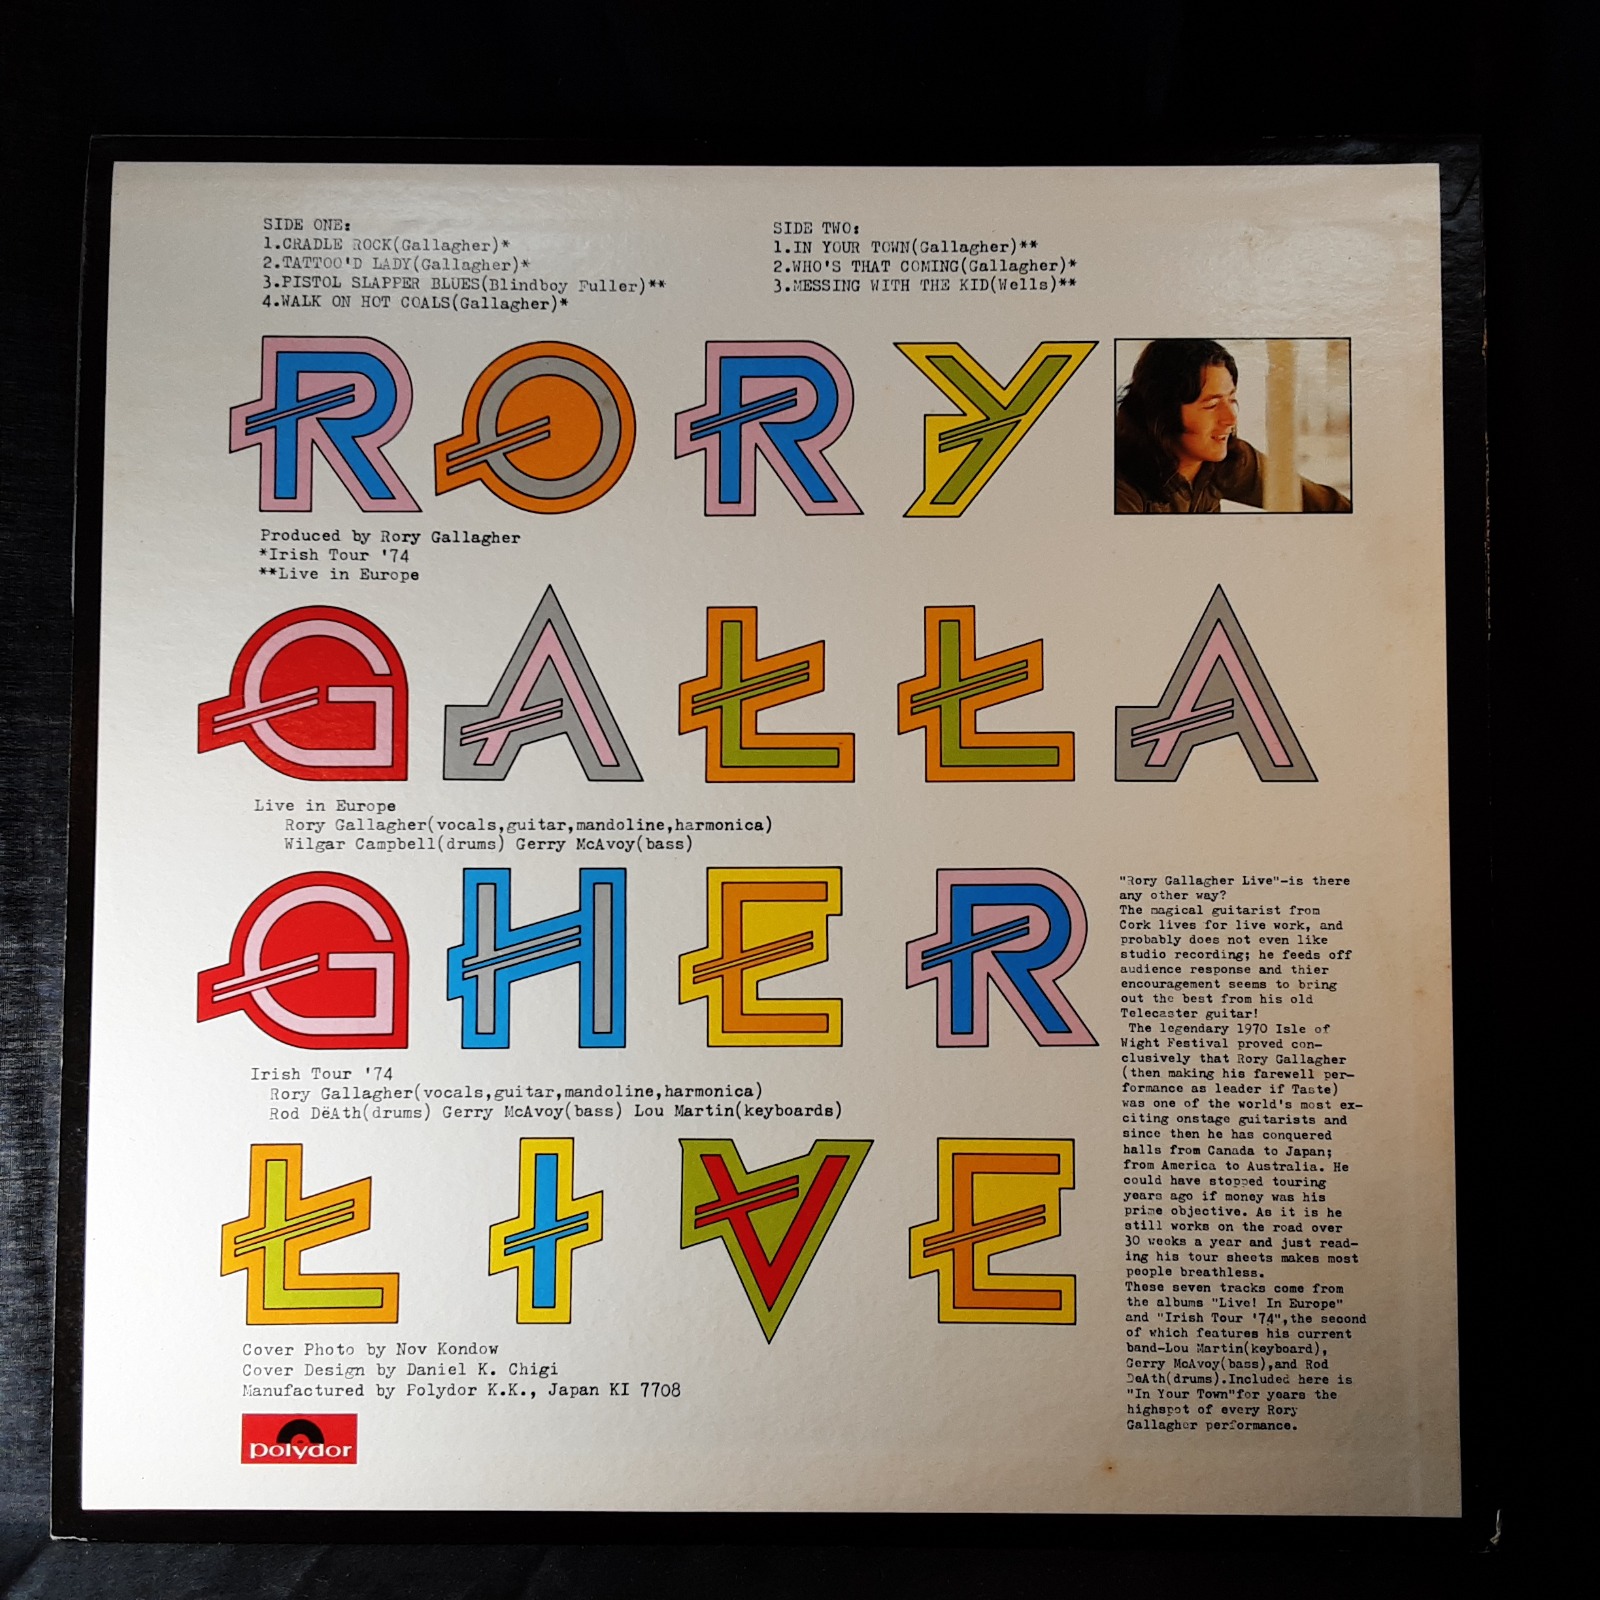 SIDE ONE:
1.CRADLE ROCK(Gallagher)*
2.TATTOO'D LADY(Gallagher)*
3.PISTOL SLAPPER BLUES(Blindboy Fuller)**
4.WALK ON HOT COALS(Gallagher)*
SIDE TWO:
1.IN YOUR TOWN(Gallagher)**
2.WHO'S THAT COMING(Gallagher)*
3.MESSING WITH THE KID(Wells)**
RORY
Produced by Rory Gallagher
*Irish Tour '74
**Live in Europe
GALLA
Live in Europe
Rory Gallagher(vocals,guitar,mandoline,harmonica)
Wilgar Campbell(drums) Gerry McAvoy(bass)
GHER
Irish Tour '74
Rory Gallagher(vocals,guitar,mandoline,harmonica)
Rod DëAth(drums) Gerry McAvoy(bass) Lou Martin(keyboards)
LIVE
Cover Photo by Nov Kondow
Cover Design by Daniel K. Chigi
Manufactured by Polydor K.K., Japan KI 7708
polydor
"Rory Gallagher Live"-is there
any other way?
The magical guitarist from
Cork lives for live work, and
probably does not even like
studio recording; he feeds off
audience response and thier
encouragement seems to bring
out the best from his old
Telecaster guitar!
The legendary 1970 Isle of
Wight Festival proved con-
clusively that Rory Gallagher
(then making his farewell per-
formance as leader if Taste)
was one of the world's most ex-
citing onstage guitarists and
since then he has conquered
halls from Canada to Japan;
from America to Australia. He
could have stopped touring
years ago if money was his
prime objective. As it is he
still works on the road over
30 weeks a year and just read-
ing his tour sheets makes most
people breathless.
These seven tracks come from
the albums "Live! In Europe"
and "Irish Tour '74",the second
of which features his current
band-Lou Martin(keyboard),
Gerry McAvoy(bass),and Rod
DeAth(drums).Included here is
"In Your Town"for years the
highspot of every Rory
Gallagher performance.